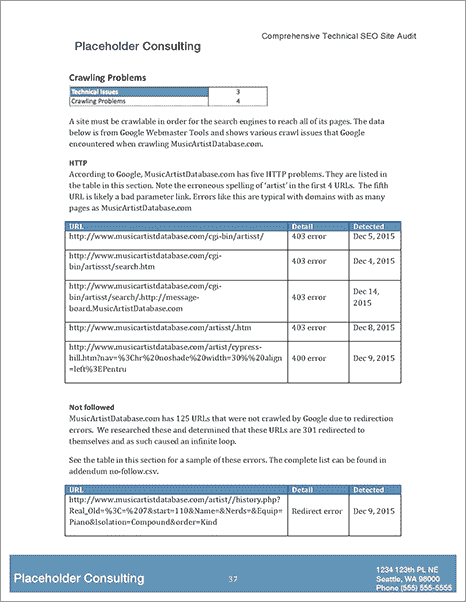 Comprehensive Technical SEO Site Audit
Placeholder Consulting
Crawling Problems
Technical Issues 3
Crawling Problems 4
A site must be crawlable in order for the search engines to reach all of its pages. The data
below is from Google Webmaster Tools and shows various crawl issues that Google
encountered when crawling MusicArtistDatabase.com.
HTTP
According to Google, MusicArtistDatabase.com has five HTTP problems. They are listed in
the table in this section. Note the erroneous spelling of 'artist' in the first 4 URLs. The fifth
URL is likely a bad parameter link. Errors like this are typical with domains with as many
pages as MusicArtistDatabase.com
URL Detail Detected
http://www.musicartistdatabase.com/cgi-bin/artisst/ 403 error Dec 5, 2015
http://www.musicartistdatabase.com/cgi-
bin/artissst/search.htm 403 error Dec 4, 2015
http://www.musicartistdatabase.com/cgi-
bin/artisst/search/.http://message-
board.MusicArtistDatabase.com 403 error Dec 14,
2015
http://www.musicartistdatabase.com/artisst/.htm 403 error Dec 8, 2015
http://www.musicartistdatabase.com/artist/cypress-
hill.htm?nav=%3Chr%20noshade%20width=30%%20align
=left%3EPentru 400 error Dec 9, 2015
Not followed
MusicArtistDatabase.com has 125 URLs that were not crawled by Google due to redirection
errors. We researched these and determined that these URLs are 301 redirected to
themselves and as such caused an infinite loop.
See the table in this section for a sample of these errors. The complete list can be found in
addendum no-follow.csv.
URL Detail Detected
http://www.musicartistdatabase.com/artist//history.php?
Real_Old=%3C=%207&start=110&Name=&Nerds=&Equip=
Piano&Isolation=Compound&order=Kind Redirect error Dec 9, 2015
Placeholder Consulting
37
1234 123th PL NE
Seattle, WA 98000
Phone (555) 555-5555